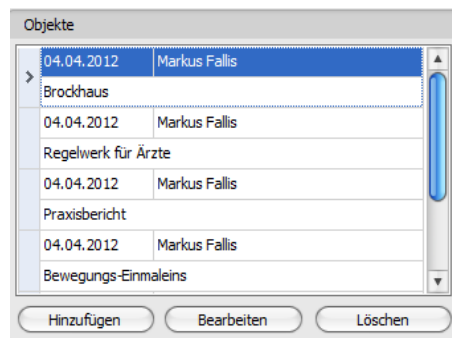 Objekte
04.04.2012 Markus Fallis
Brockhaus
04.04.2012 Markus Fallis
Regelwerk für Ärzte
04.04.2012 Markus Fallis
Praxisbericht
04.04.2012 Markus Fallis
Bewegungs-Einmaleins
Hinzufügen Bearbeiten Löschen